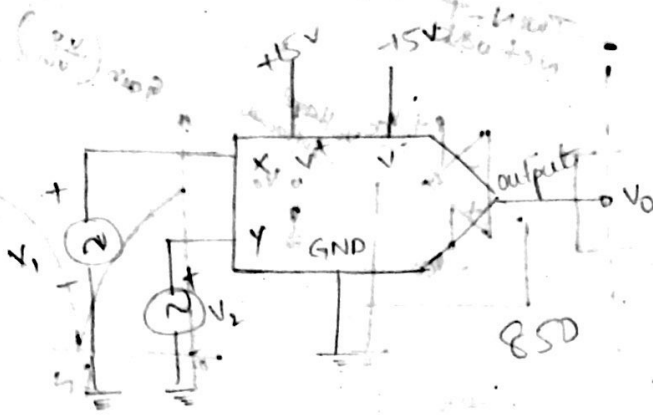 +15V
-15V
X, V+
V-
+
output
V0
Y
GND
V1
+
V2
-
850